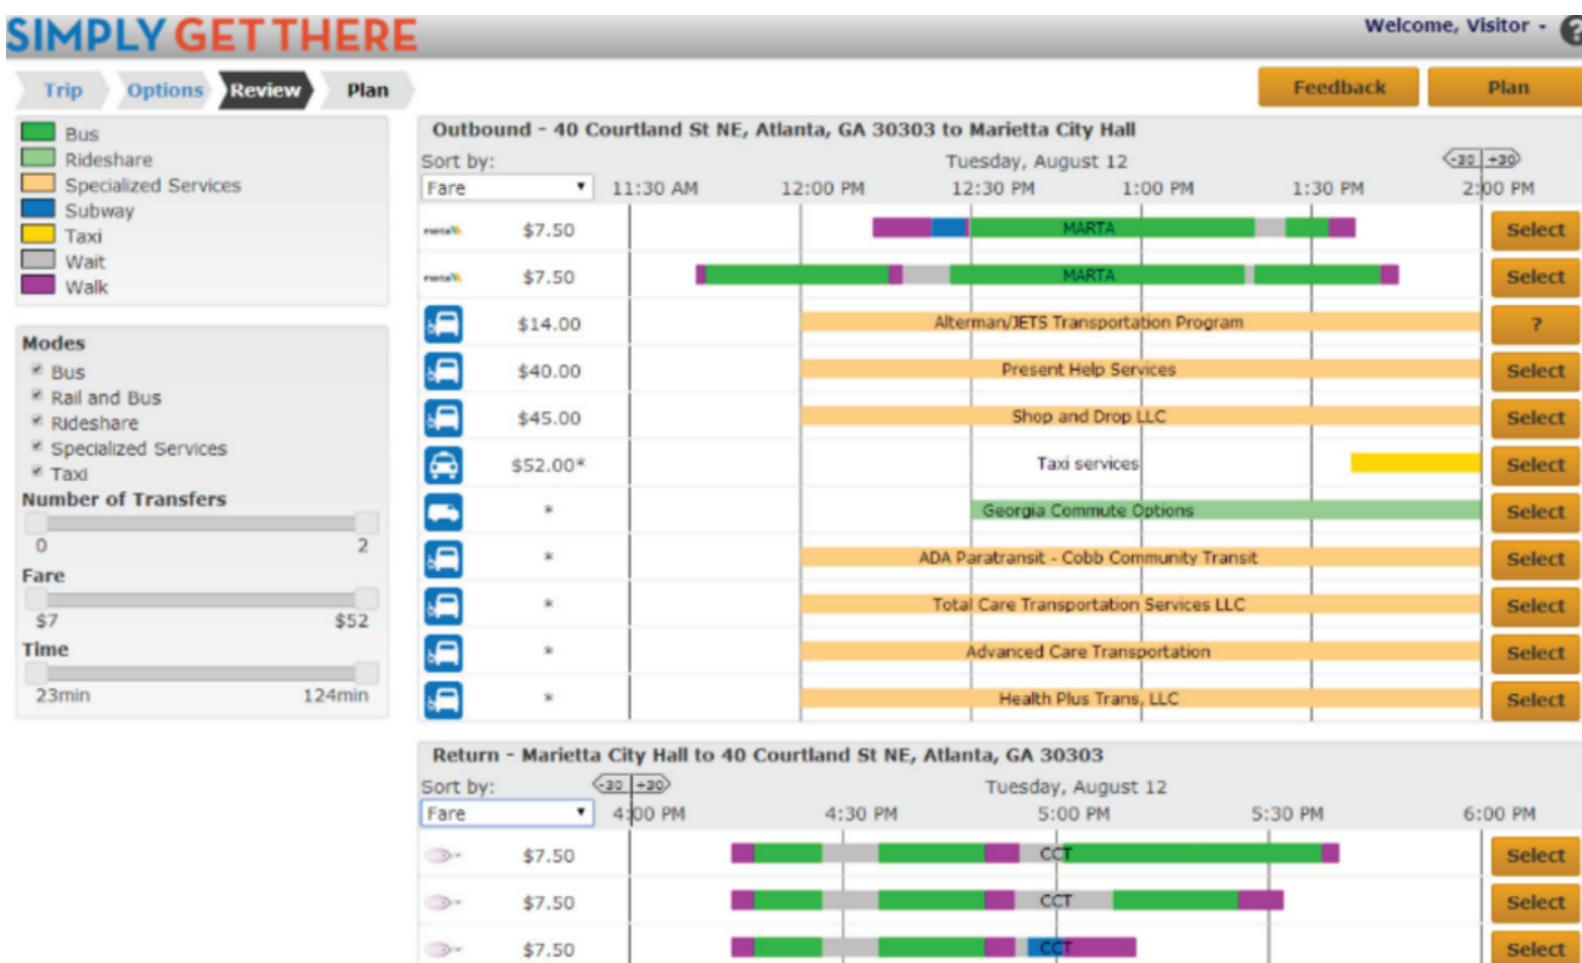 SIMPLY GET THERE
Welcome, Visitor
?
Trip Options Review Plan
Feedback Plan
Bus
Rideshare
Specialized Services
Subway
Taxi
Wait
Walk
Modes
Bus
Rail and Bus
Rideshare
Specialized Services
Taxi
Number of Transfers
0 2
Fare
$7 $52
Time
23min 124min
Outbound - 40 Courtland St NE, Atlanta, GA 30303 to Marietta City Hall
Sort by: Tuesday, August 12 -30 +30
Fare 11:30 AM 12:00 PM 12:30 PM 1:00 PM 1:30 PM 2:00 PM
marta $7.50 MARTA Select
marta $7.50 MARTA Select
$14.00 Alterman/JETS Transportation Program ?
$40.00 Present Help Services Select
$45.00 Shop and Drop LLC Select
$52.00* Taxi services Select
* Georgia Commute Options Select
* ADA Paratransit - Cobb Community Transit Select
* Total Care Transportation Services LLC Select
* Advanced Care Transportation Select
* Health Plus Trans, LLC Select
Return - Marietta City Hall to 40 Courtland St NE, Atlanta, GA 30303
Sort by: -30 +30 Tuesday, August 12
Fare 4:00 PM 4:30 PM 5:00 PM 5:30 PM 6:00 PM
$7.50 CCT Select
$7.50 CCT Select
$7.50 CCT Select